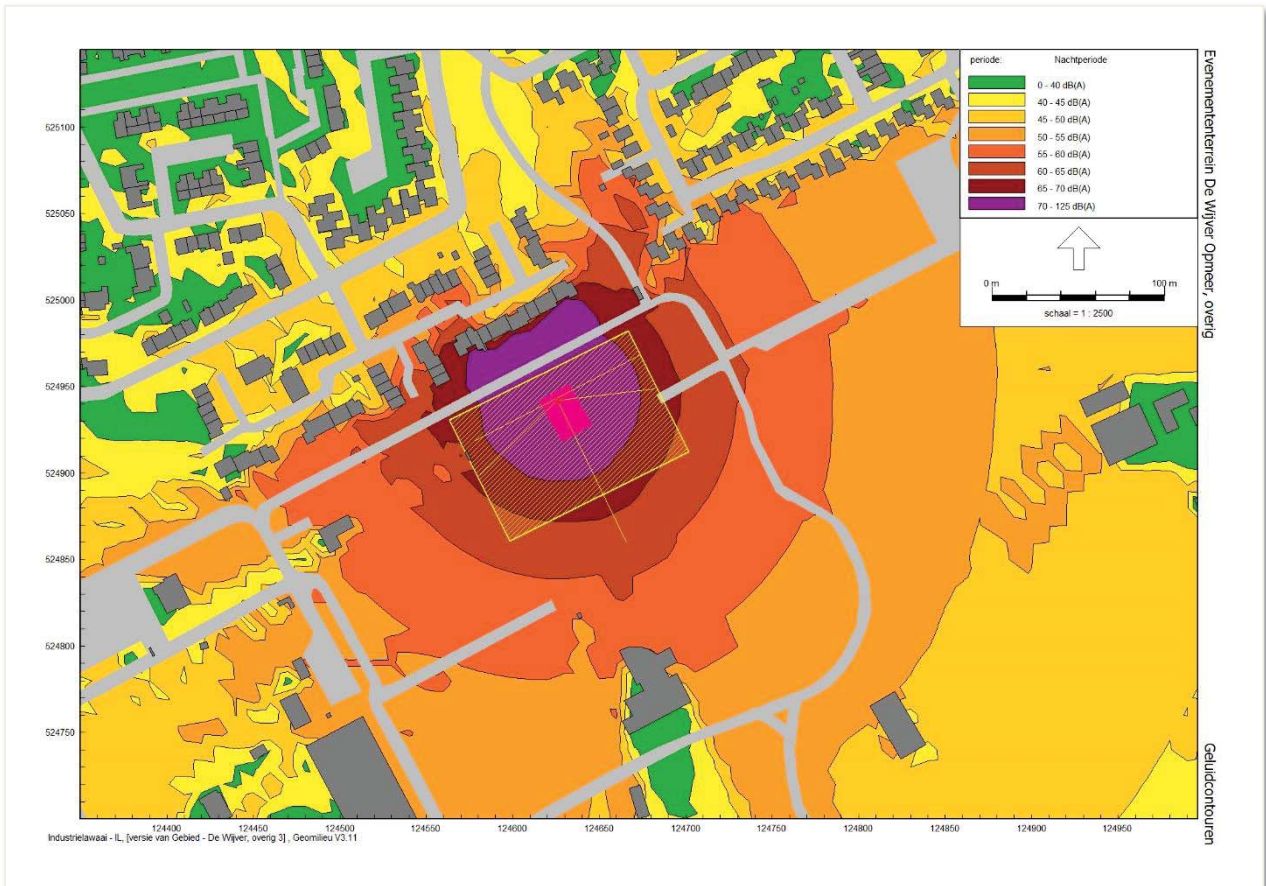 periode: Nachtperiode
0 - 40 dB(A)
40 - 45 dB(A)
45 - 50 dB(A)
50 - 55 dB(A)
55 - 60 dB(A)
60 - 65 dB(A)
65 - 70 dB(A)
70 - 125 dB(A)
0 m 100 m
schaal = 1 : 2500
Evenemententerrein De Wijver Opmeer, overig
Geluidcontouren
525100
525050
525000
524950
524900
524850
524800
524750
124400 124450 124500 124550 124600 124650 124700 124750 124800 124850 124900 124950
Industrielawaai - IL, [versie van Gebied - De Wijver, overig 3] , Geomilieu V3.11